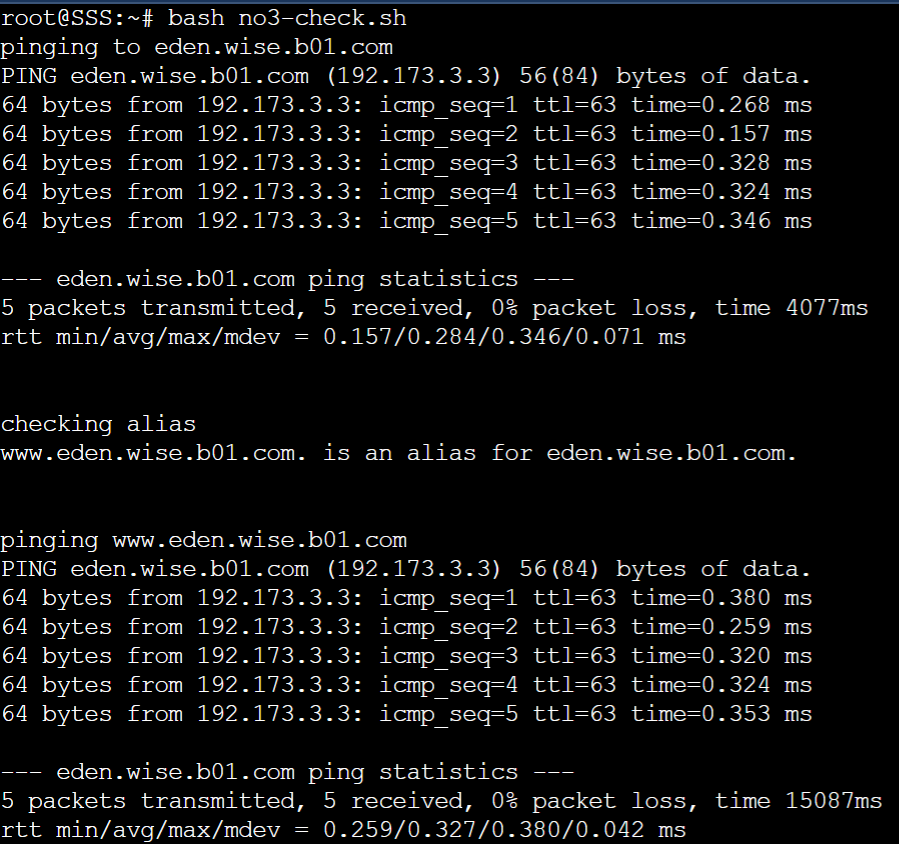 root@SSS:~# bash no3-check.sh
pinging to eden.wise.b01.com
PING eden.wise.b01.com (192.173.3.3) 56(84) bytes of data.
64 bytes from 192.173.3.3: icmp_seq=1 ttl=63 time=0.268 ms
64 bytes from 192.173.3.3: icmp_seq=2 ttl=63 time=0.157 ms
64 bytes from 192.173.3.3: icmp_seq=3 ttl=63 time=0.328 ms
64 bytes from 192.173.3.3: icmp_seq=4 ttl=63 time=0.324 ms
64 bytes from 192.173.3.3: icmp_seq=5 ttl=63 time=0.346 ms
--- eden.wise.b01.com ping statistics ---
5 packets transmitted, 5 received, 0% packet loss, time 4077ms
rtt min/avg/max/mdev = 0.157/0.284/0.346/0.071 ms
checking alias
www.eden.wise.b01.com. is an alias for eden.wise.b01.com.
pinging www.eden.wise.b01.com
PING eden.wise.b01.com (192.173.3.3) 56(84) bytes of data.
64 bytes from 192.173.3.3: icmp_seq=1 ttl=63 time=0.380 ms
64 bytes from 192.173.3.3: icmp_seq=2 ttl=63 time=0.259 ms
64 bytes from 192.173.3.3: icmp_seq=3 ttl=63 time=0.320 ms
64 bytes from 192.173.3.3: icmp_seq=4 ttl=63 time=0.324 ms
64 bytes from 192.173.3.3: icmp_seq=5 ttl=63 time=0.353 ms
--- eden.wise.b01.com ping statistics ---
5 packets transmitted, 5 received, 0% packet loss, time 15087ms
rtt min/avg/max/mdev = 0.259/0.327/0.380/0.042 ms